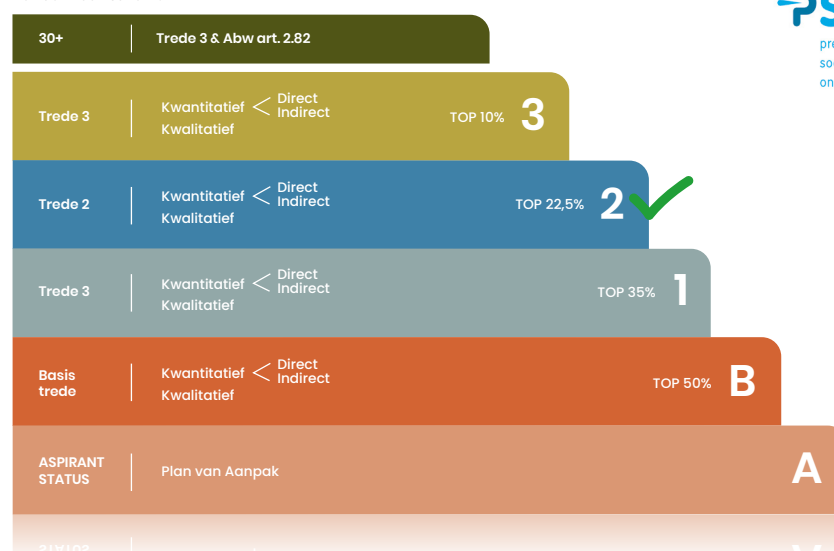 30+
Trede 3 & Abw art. 2.82
Trede 3
Kwantitatief < Direct
Indirect
Kwalitatief
TOP 10%
3
Trede 2
Kwantitatief < Direct
Indirect
Kwalitatief
TOP 22,5%
2
Trede 3
Kwantitatief < Direct
Indirect
Kwalitatief
TOP 35%
1
Basis
trede
Kwantitatief < Direct
Indirect
Kwalitatief
TOP 50%
B
ASPIRANT
STATUS
Plan van Aanpak
A